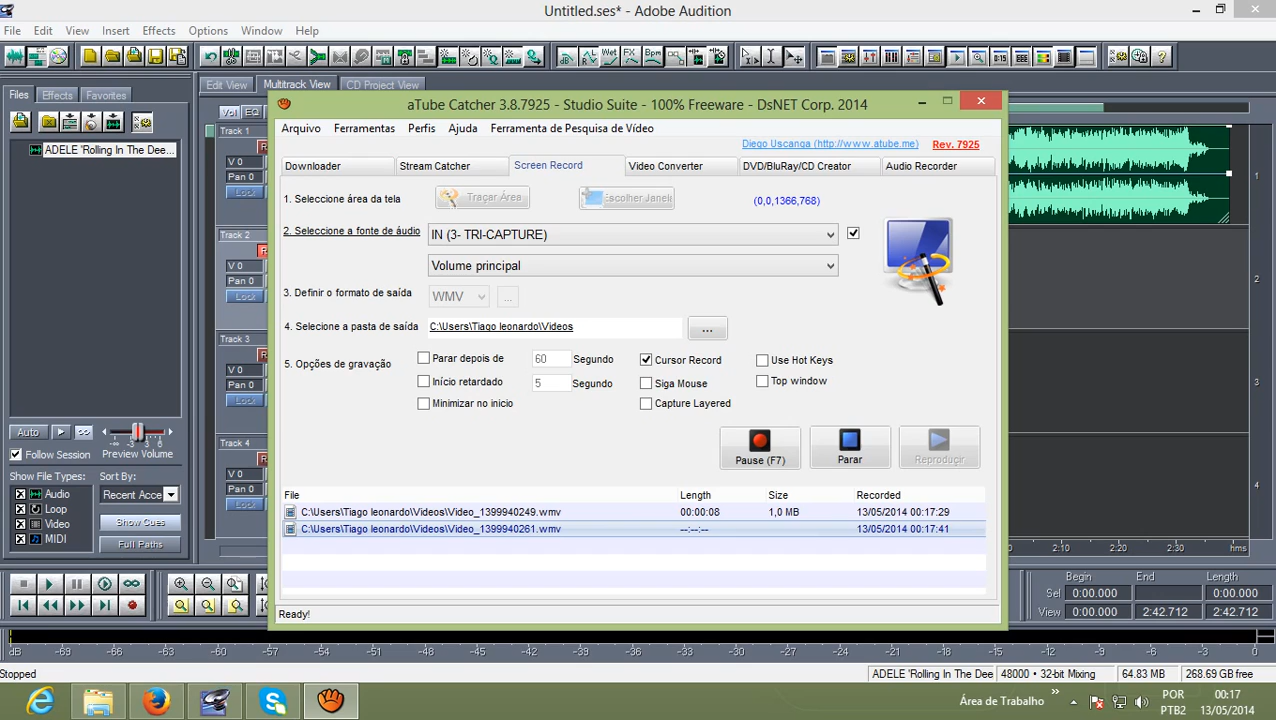 Untitled.ses* - Adobe Audition
File Edit View Insert Effects Options Window Help
Files Effects Favorites
Edit View Multitrack View CD Project View
ADELE 'Rolling In The Dee...
Track 1
V 0
Pan 0
Lock
Track 2
V 0
Pan 0
Lock
Track 3
V 0
Pan 0
Lock
Track 4
V 0
Pan 0
Lock
1
2
3
4
aTube Catcher 3.8.7925 - Studio Suite - 100% Freeware - DsNET Corp. 2014
Arquivo Ferramentas Perfis Ajuda Ferramenta de Pesquisa de Vídeo
Diego Uscanga (http://www.atube.me) Rev. 7925
Downloader Stream Catcher Screen Record Video Converter DVD/BluRay/CD Creator Audio Recorder
1. Seleccione área da tela Traçar Área Escolher Janela (0,0,1366,768)
2. Seleccione a fonte de áudio IN (3- TRI-CAPTURE)
Volume principal
3. Definir o formato de saída WMV ...
4. Selecione a pasta de saída C:\Users\Tiago leonardo\Videos ...
5. Opções de gravação
Parar depois de 60 Segundo Cursor Record Use Hot Keys
Início retardado 5 Segundo Siga Mouse Top window
Minimizar no inicio Capture Layered
Pause (F7) Parar Reproduçir
File Length Size Recorded
C:\Users\Tiago leonardo\Videos\Video_1399940249.wmv 00:00:08 1,0 MB 13/05/2014 00:17:29
C:\Users\Tiago leonardo\Videos\Video_1399940261.wmv --:--:-- 13/05/2014 00:17:41
Ready!
Auto
-∞ -3 3 6
Follow Session Preview Volume
Show File Types: Sort By:
Audio Recent Acce
Loop
Video Show Cues
MIDI Full Paths
2:10 2:20 2:30 hms
Begin End Length
Sel 0:00.000 0:00.000
View 0:00.000 2:42.712 2:42.712
dB -69 -66 -63 -60 -57 -54 -51 -48 -45 -42 -39 -36 -33 -30 -27 -24 -21 -18 -15 -12 -9 -6 -3 0
Stopped ADELE 'Rolling In The Dee 48000 • 32-bit Mixing 64.83 MB 268.69 GB free
Área de Trabalho POR 00:17
PTB2 13/05/2014